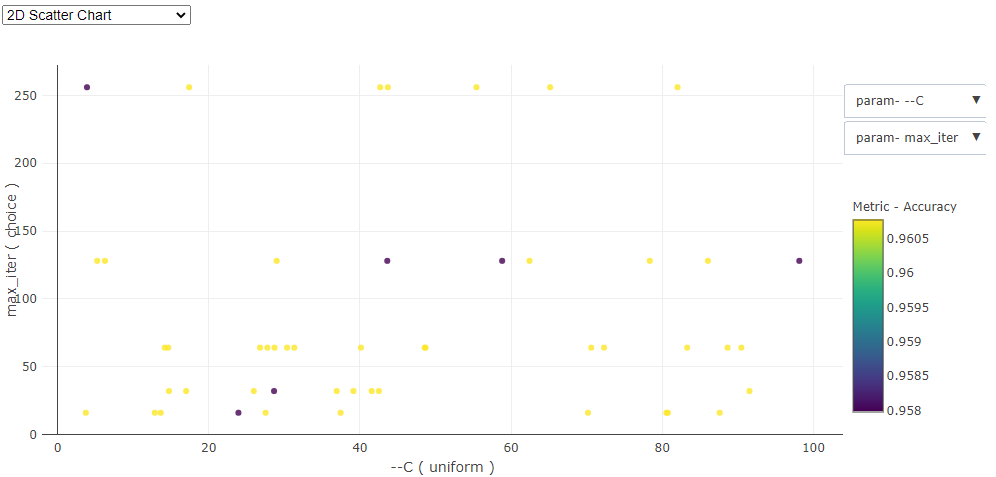 2D Scatter Chart
250
200
150
100
50
0
max_iter ( choice )
0 20 40 60 80 100
--C ( uniform )
param- --C
param- max_iter
Metric - Accuracy
0.9605
0.96
0.9595
0.959
0.9585
0.958